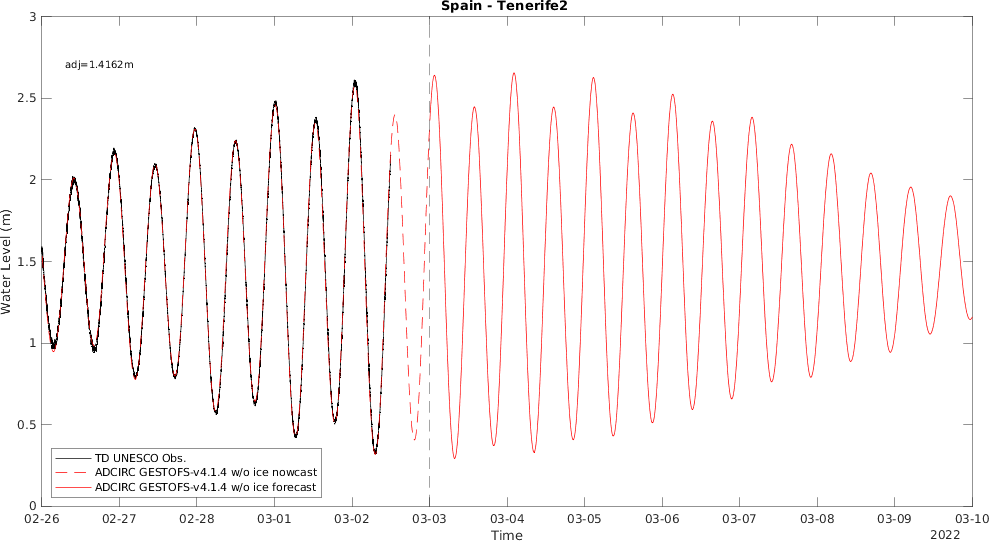 Spain - Tenerife2
3
2.5
2
1.5
1
0.5
0
Water Level (m)
adj=1.4162m
TD UNESCO Obs.
ADCIRC GESTOFS-v4.1.4 w/o ice nowcast
ADCIRC GESTOFS-v4.1.4 w/o ice forecast
02-26 02-27 02-28 03-01 03-02 03-03 03-04 03-05 03-06 03-07 03-08 03-09 03-10
Time
2022